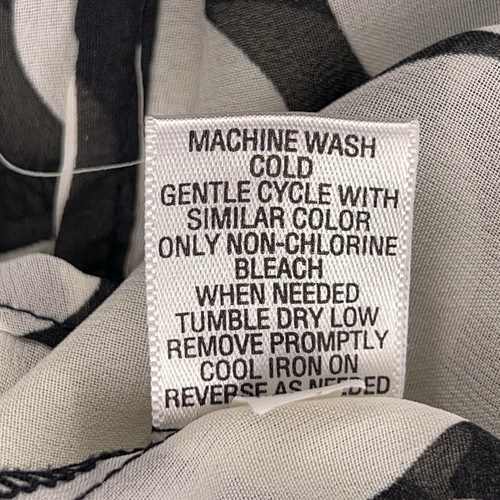 MACHINE WASH
COLD
GENTLE CYCLE WITH
SIMILAR COLOR
ONLY NON-CHLORINE
BLEACH
WHEN NEEDED
TUMBLE DRY LOW
REMOVE PROMPTLY
COOL IRON ON
REVERSE AS NEEDED